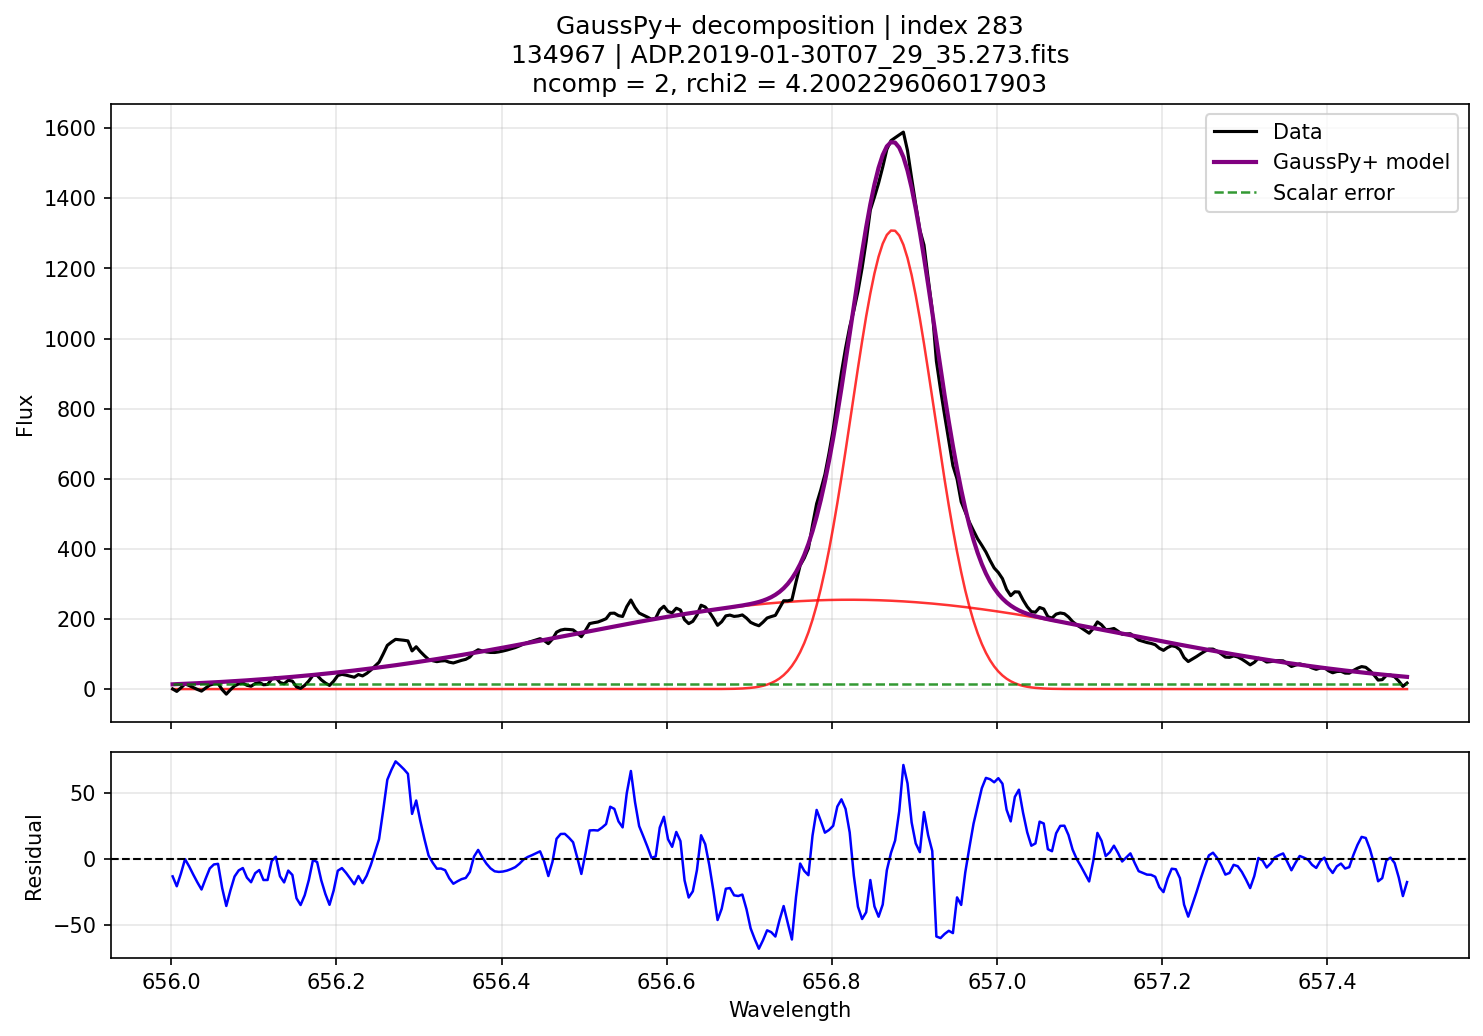 GaussPy+ decomposition | index 283
134967 | ADP.2019-01-30T07_29_35.273.fits
ncomp = 2, rchi2 = 4.200229606017903
Data
GaussPy+ model
Scalar error
Flux
1600
1400
1200
1000
800
600
400
200
0
Residual
50
0
−50
656.0 656.2 656.4 656.6 656.8 657.0 657.2 657.4
Wavelength